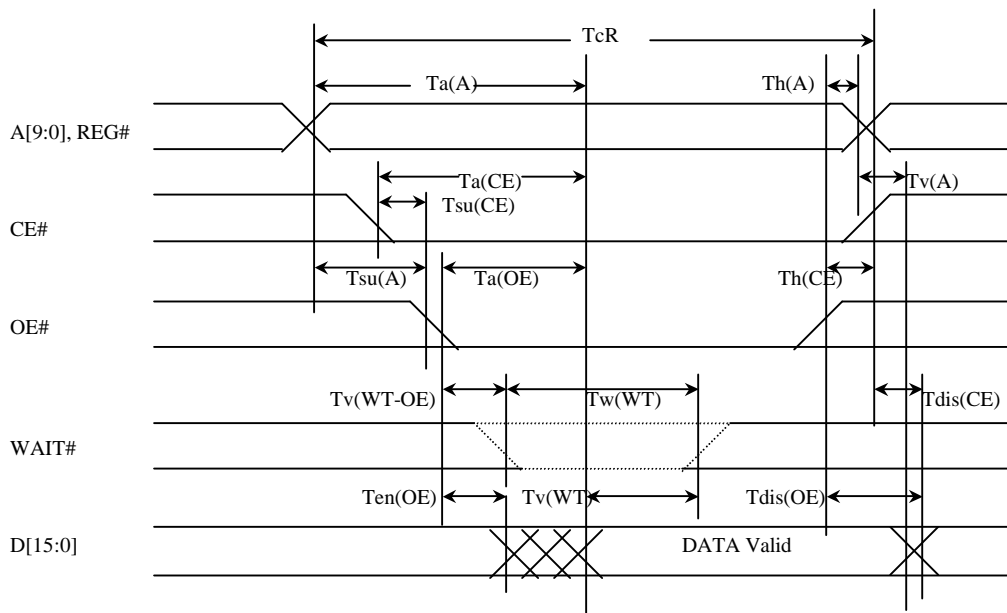 TcR
Ta(A)
Th(A)
A[9:0], REG#
Ta(CE)
Tv(A)
Tsu(CE)
CE#
Tsu(A)
Ta(OE)
Th(CE)
OE#
Tv(WT-OE)
Tw(WT)
Tdis(CE)
WAIT#
Ten(OE)
Tv(WT)
Tdis(OE)
D[15:0]
DATA Valid